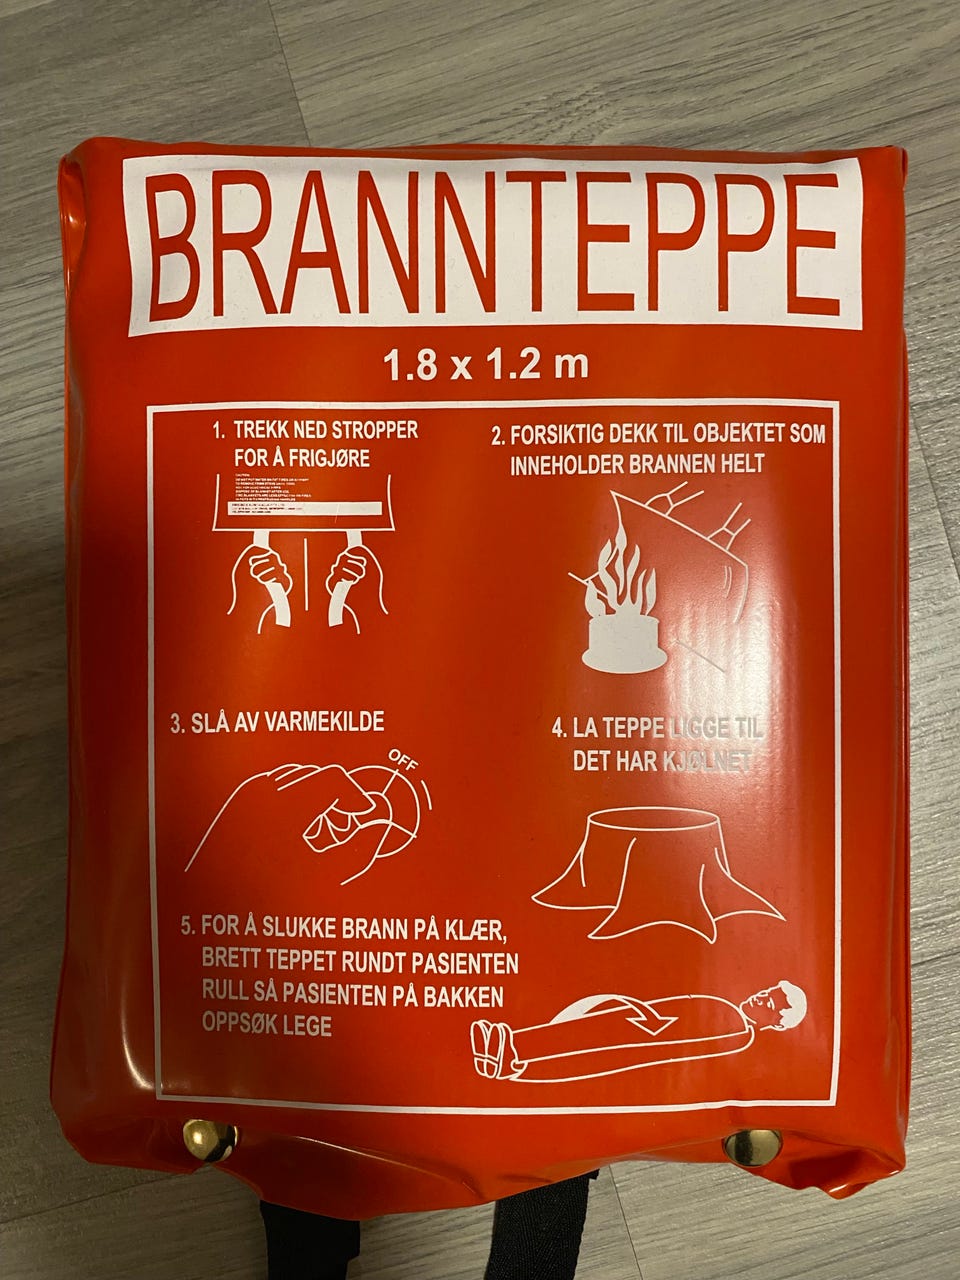 BRANNTEPPE
1.8 x 1.2 m
1. TREKK NED STROPPER
FOR Å FRIGJØRE
2. FORSIKTIG DEKK TIL OBJEKTET SOM
INNEHOLDER BRANNEN HELT
3. SLÅ AV VARMEKILDE
OFF
4. LA TEPPE LIGGE TIL
DET HAR KJØLNET
5. FOR Å SLUKKE BRANN PÅ KLÆR,
BRETT TEPPET RUNDT PASIENTEN
RULL SÅ PASIENTEN PÅ BAKKEN
OPPSØK LEGE